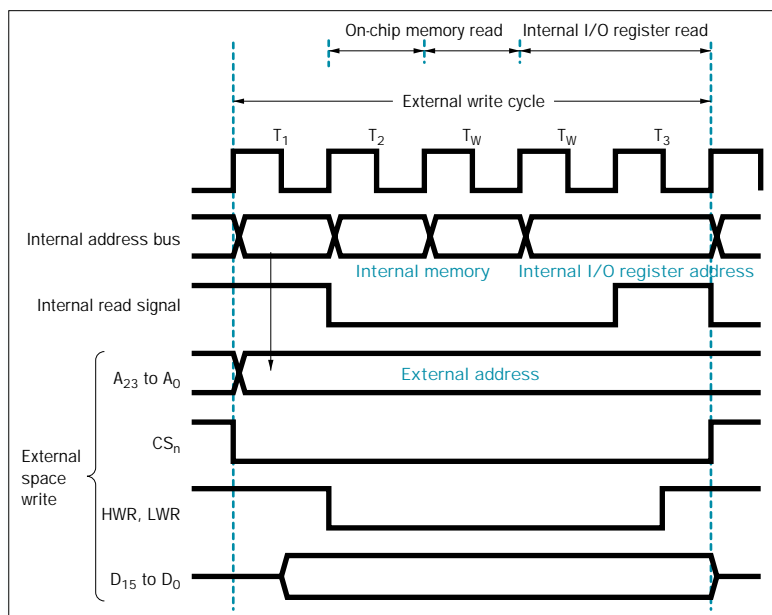 On-chip memory read Internal I/O register read
External write cycle
T1 T2 TW TW T3
Internal address bus
Internal memory Internal I/O register address
Internal read signal
A23 to A0
External address
External
space
write
CSn
HWR, LWR
D15 to D0